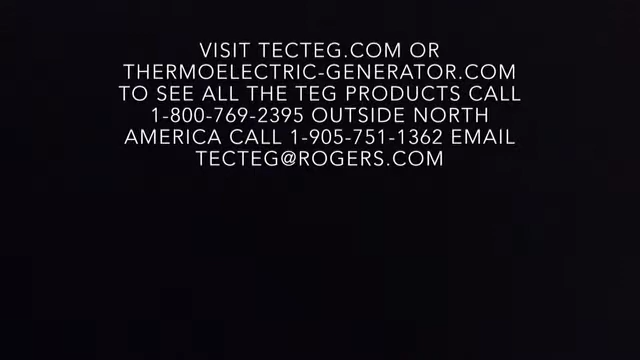 VISIT TECTEG.COM OR
THERMOELECTRIC-GENERATOR.COM
TO SEE ALL THE TEG PRODUCTS CALL
1-800-769-2395 OUTSIDE NORTH
AMERICA CALL 1-905-751-1362 EMAIL
TECTEG@ROGERS.COM